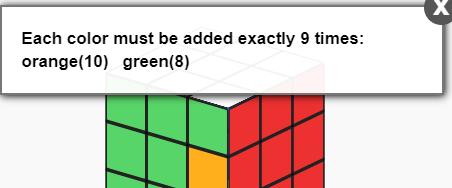 X
Each color must be added exactly 9 times:
orange(10) green(8)